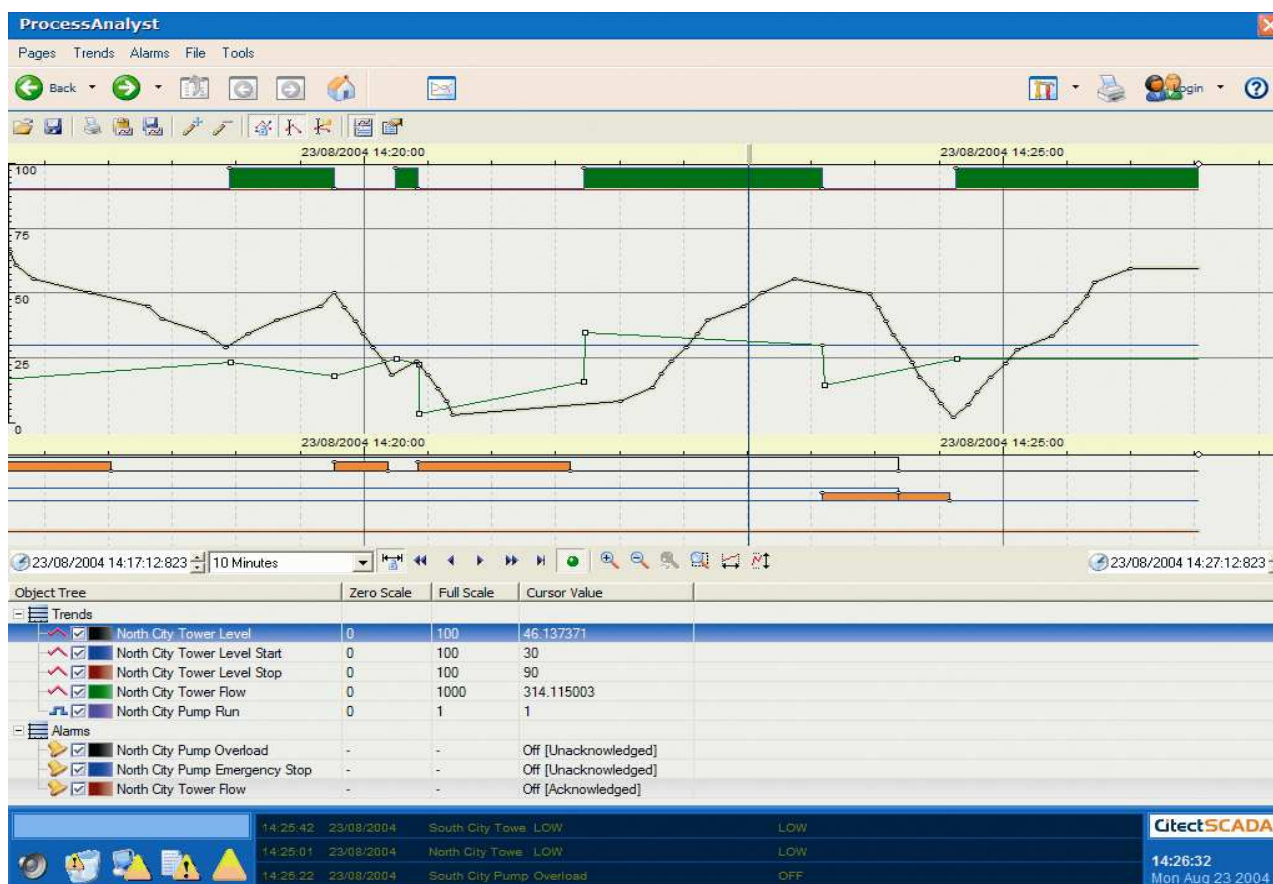 ProcessAnalyst
Pages Trends Alarms File Tools
Back Login
23/08/2004 14:20:00 23/08/2004 14:25:00
100
75
50
25
0
23/08/2004 14:20:00 23/08/2004 14:25:00
23/08/2004 14:17:12:823 10 Minutes 23/08/2004 14:27:12:823
Object Tree Zero Scale Full Scale Cursor Value
Trends
North City Tower Level 0 100 46.137371
North City Tower Level Start 0 100 30
North City Tower Level Stop 0 100 90
North City Tower Flow 0 1000 314.115003
North City Pump Run 0 1 1
Alarms
North City Pump Overload - - Off [Unacknowledged]
North City Pump Emergency Stop - - Off [Unacknowledged]
North City Tower Flow - - Off [Acknowledged]
14:25:42 23/08/2004 South City Towe LOW LOW
14:25:01 23/08/2004 North City Towe LOW LOW
14:25:22 23/08/2004 South City Pump Overload OFF
CitectSCADA
14:26:32
Mon Aug 23 2004